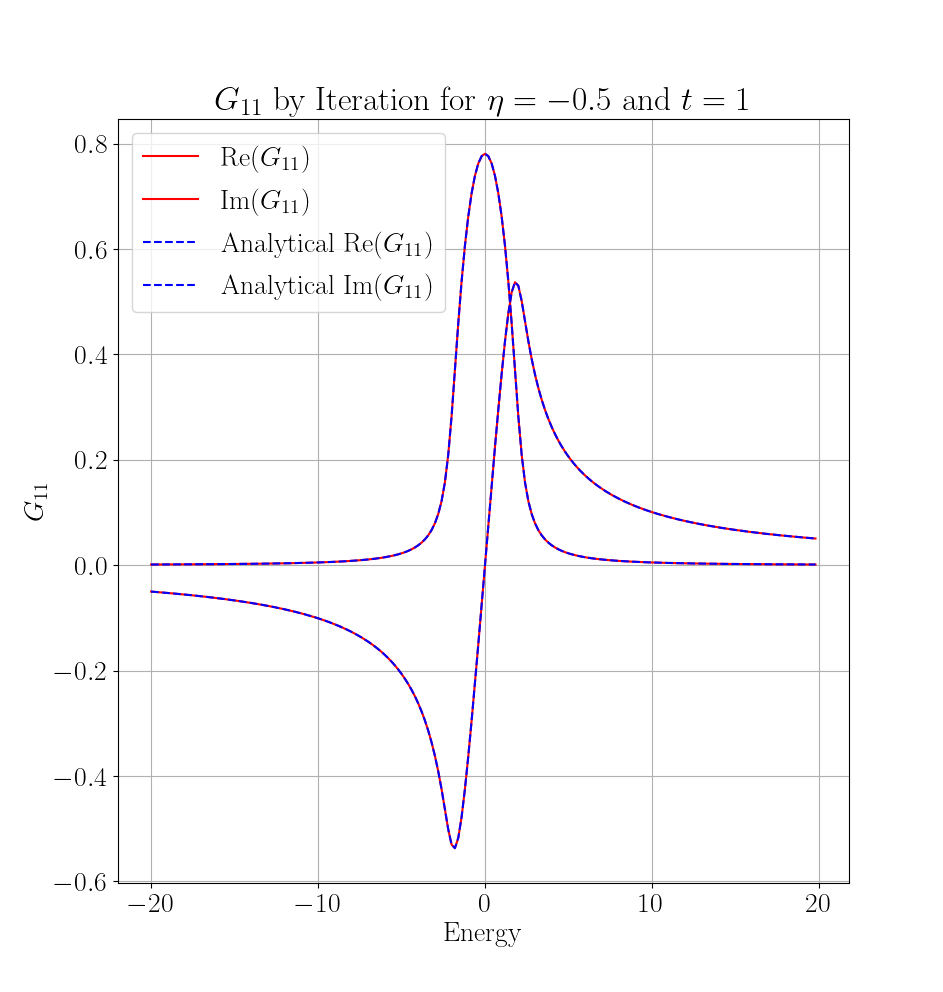 G₁₁ by Iteration for η = −0.5 and t = 1
Re(G₁₁)
Im(G₁₁)
Analytical Re(G₁₁)
Analytical Im(G₁₁)
0.8
0.6
0.4
0.2
0.0
−0.2
−0.4
−0.6
G₁₁
−20
−10
0
10
20
Energy